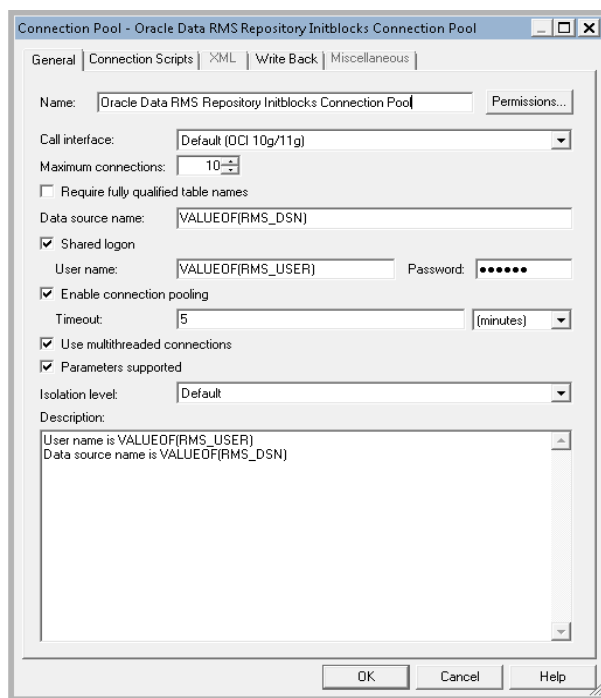 Connection Pool - Oracle Data RMS Repository Initblocks Connection Pool
General Connection Scripts XML Write Back Miscellaneous
Name: Oracle Data RMS Repository Initblocks Connection Pool Permissions...
Call interface: Default (OCI 10g/11g)
Maximum connections: 10
Require fully qualified table names
Data source name: VALUEOF(RMS_DSN)
Shared logon
User name: VALUEOF(RMS_USER) Password: ●●●●●●
Enable connection pooling
Timeout: 5 (minutes)
Use multithreaded connections
Parameters supported
Isolation level: Default
Description:
User name is VALUEOF(RMS_USER)
Data source name is VALUEOF(RMS_DSN)
OK Cancel Help